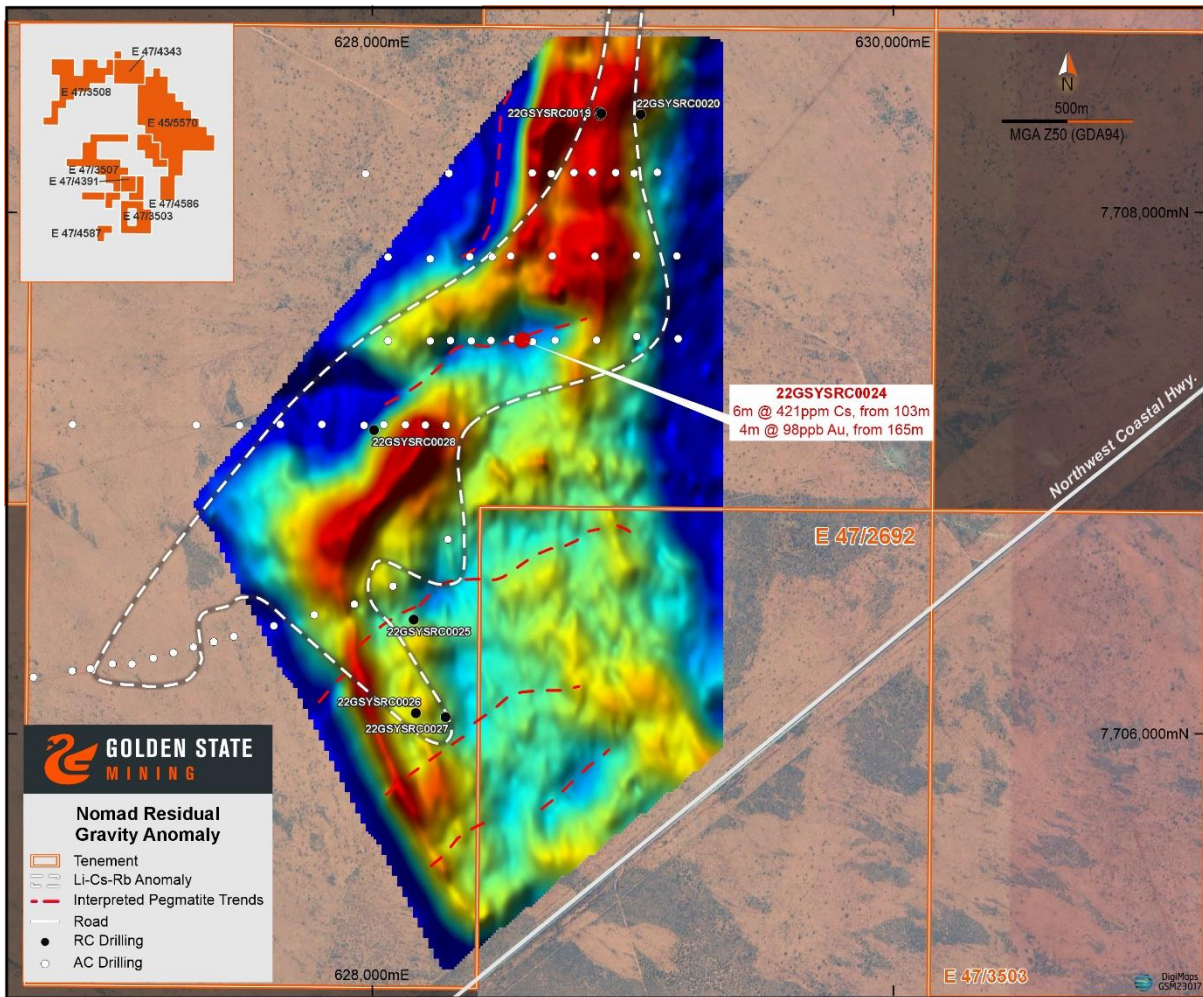 E 47/4343
E 47/3508
E 45/5570
E 47/3507
E 47/4391
E 47/4586
E 47/3503
E 47/4587
628,000mE
630,000mE
N
500m
MGA Z50 (GDA94)
22GSYSRC0019
22GSYSRC0020
7,708,000mN
22GSYSRC0024
6m @ 421ppm Cs, from 103m
4m @ 98ppb Au, from 165m
22GSYSRC0028
Northwest Coastal Hwy.
E 47/2692
22GSYSRC0025
22GSYSRC0026
22GSYSRC0027
7,706,000mN
GOLDEN STATE
MINING
Nomad Residual
Gravity Anomaly
Tenement
Li-Cs-Rb Anomaly
Interpreted Pegmatite Trends
Road
RC Drilling
AC Drilling
628,000mE
E 47/3503
DigiMaps
GSM23017